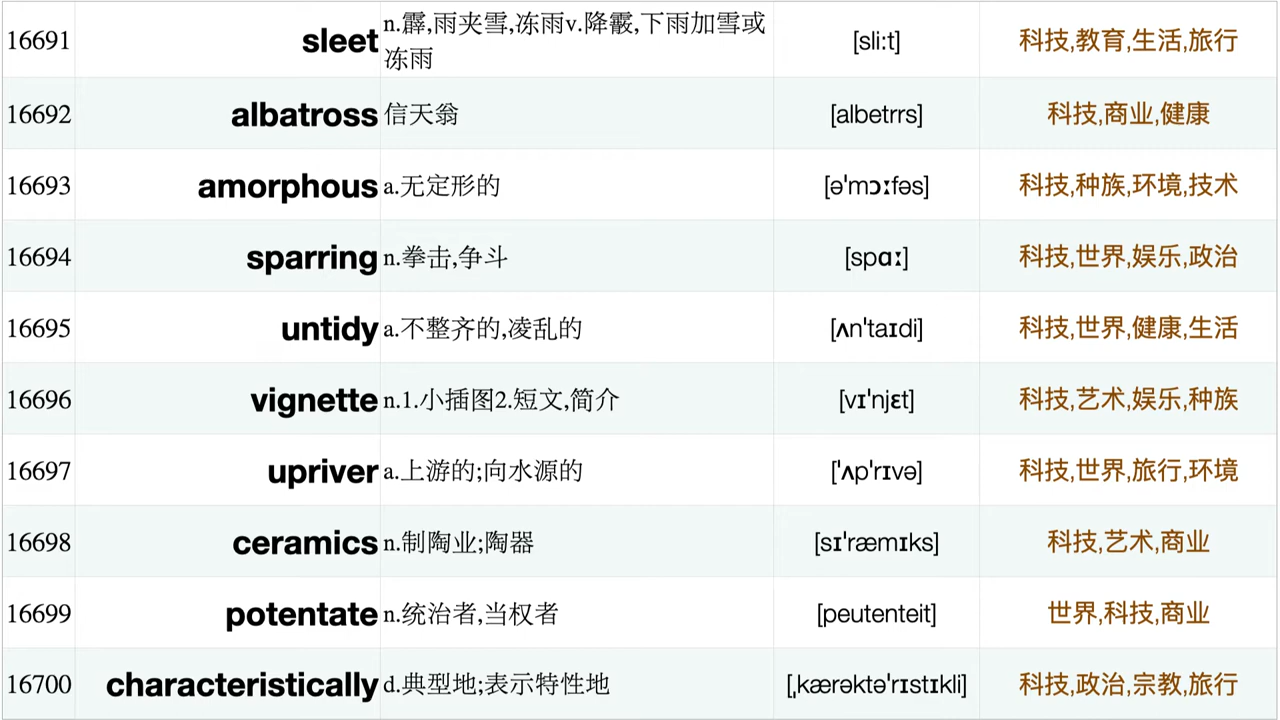 16691 sleet n.霹,雨夹雪,冻雨v.降霰,下雨加雪或冻雨 [sli:t] 科技,教育,生活,旅行
16692 albatross 信天翁 [albetrrs] 科技,商业,健康
16693 amorphous a.无定形的 [ə'mɔːfəs] 科技,种族,环境,技术
16694 sparring n.拳击,争斗 [spɑː] 科技,世界,娱乐,政治
16695 untidy a.不整齐的,凌乱的 [ʌn'taɪdi] 科技,世界,健康,生活
16696 vignette n.1.小插图2.短文,简介 [vɪ'njɛt] 科技,艺术,娱乐,种族
16697 upriver a.上游的;向水源的 ['ʌp'rɪvə] 科技,世界,旅行,环境
16698 ceramics n.制陶业;陶器 [sɪ'ræmɪks] 科技,艺术,商业
16699 potentate n.统治者,当权者 [peutenteit] 世界,科技,商业
16700 characteristically d.典型地;表示特性地 [ˌkærəktə'rɪstɪkli] 科技,政治,宗教,旅行